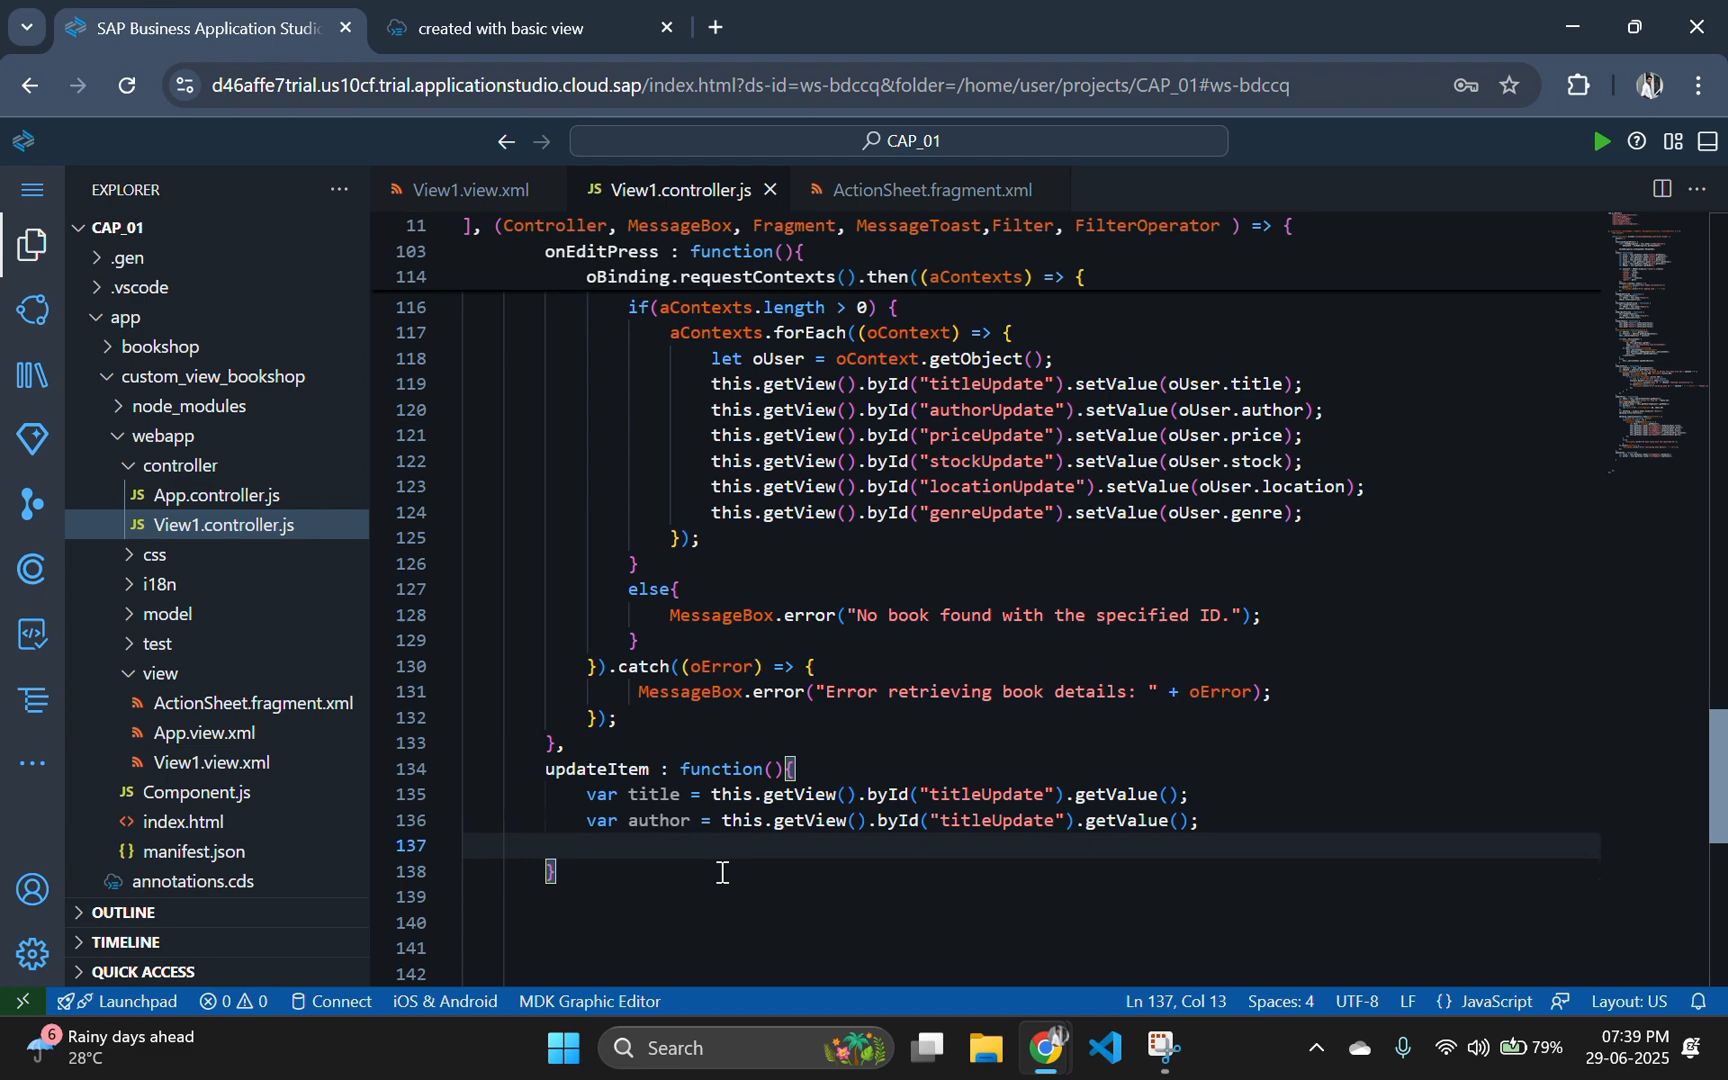 SAP Business Application Studio
created with basic view
d46affe7trial.us10cf.trial.applicationstudio.cloud.sap/index.html?ds-id=ws-bdccq&folder=/home/user/projects/CAP_01#ws-bdccq
CAP_01
EXPLORER
View1.view.xml
JS View1.controller.js
ActionSheet.fragment.xml
CAP_01
.gen
.vscode
app
bookshop
custom_view_bookshop
node_modules
webapp
controller
JS App.controller.js
JS View1.controller.js
css
i18n
model
test
view
ActionSheet.fragment.xml
App.view.xml
View1.view.xml
JS Component.js
<> index.html
{} manifest.json
annotations.cds
OUTLINE
TIMELINE
QUICK ACCESS
11 ], (Controller, MessageBox, Fragment, MessageToast,Filter, FilterOperator ) => {
103 onEditPress : function(){
114 oBinding.requestContexts().then((aContexts) => {
116 if(aContexts.length > 0) {
117 aContexts.forEach((oContext) => {
118 let oUser = oContext.getObject();
119 this.getView().byId("titleUpdate").setValue(oUser.title);
120 this.getView().byId("authorUpdate").setValue(oUser.author);
121 this.getView().byId("priceUpdate").setValue(oUser.price);
122 this.getView().byId("stockUpdate").setValue(oUser.stock);
123 this.getView().byId("locationUpdate").setValue(oUser.location);
124 this.getView().byId("genreUpdate").setValue(oUser.genre);
125 });
126 }
127 else{
128 MessageBox.error("No book found with the specified ID.");
129 }
130 }).catch((oError) => {
131 MessageBox.error("Error retrieving book details: " + oError);
132 });
133 },
134 updateItem : function(){
135 var title = this.getView().byId("titleUpdate").getValue();
136 var author = this.getView().byId("titleUpdate").getValue();
137
138 }
139
140
141
142
Launchpad
0 0
Connect
iOS & Android
MDK Graphic Editor
Ln 137, Col 13
Spaces: 4
UTF-8
LF
{} JavaScript
Layout: US
6
Rainy days ahead
28°C
Search
79%
07:39 PM
29-06-2025